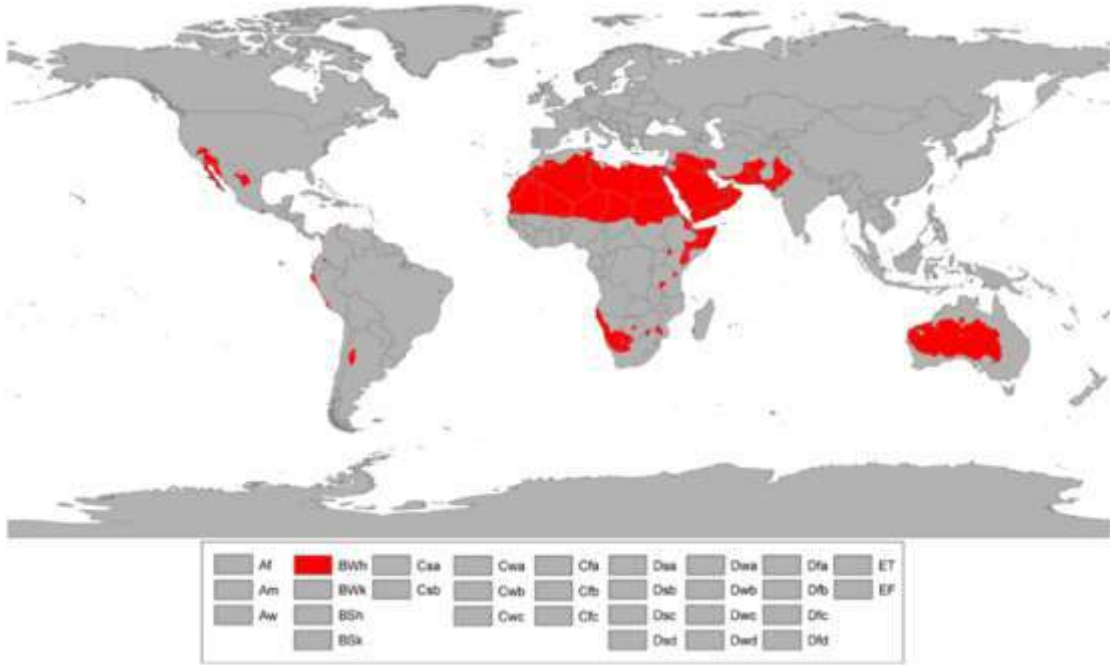 Af BWh Csa Cwa Cfa Dsa Dwa Dfa ET
Am BWk Csb Cwb Cfb Dsb Dwb Dfb EF
Aw BSh Cwc Cfc Dsc Dwc Dfc
BSk Dsd Dwd Dfd